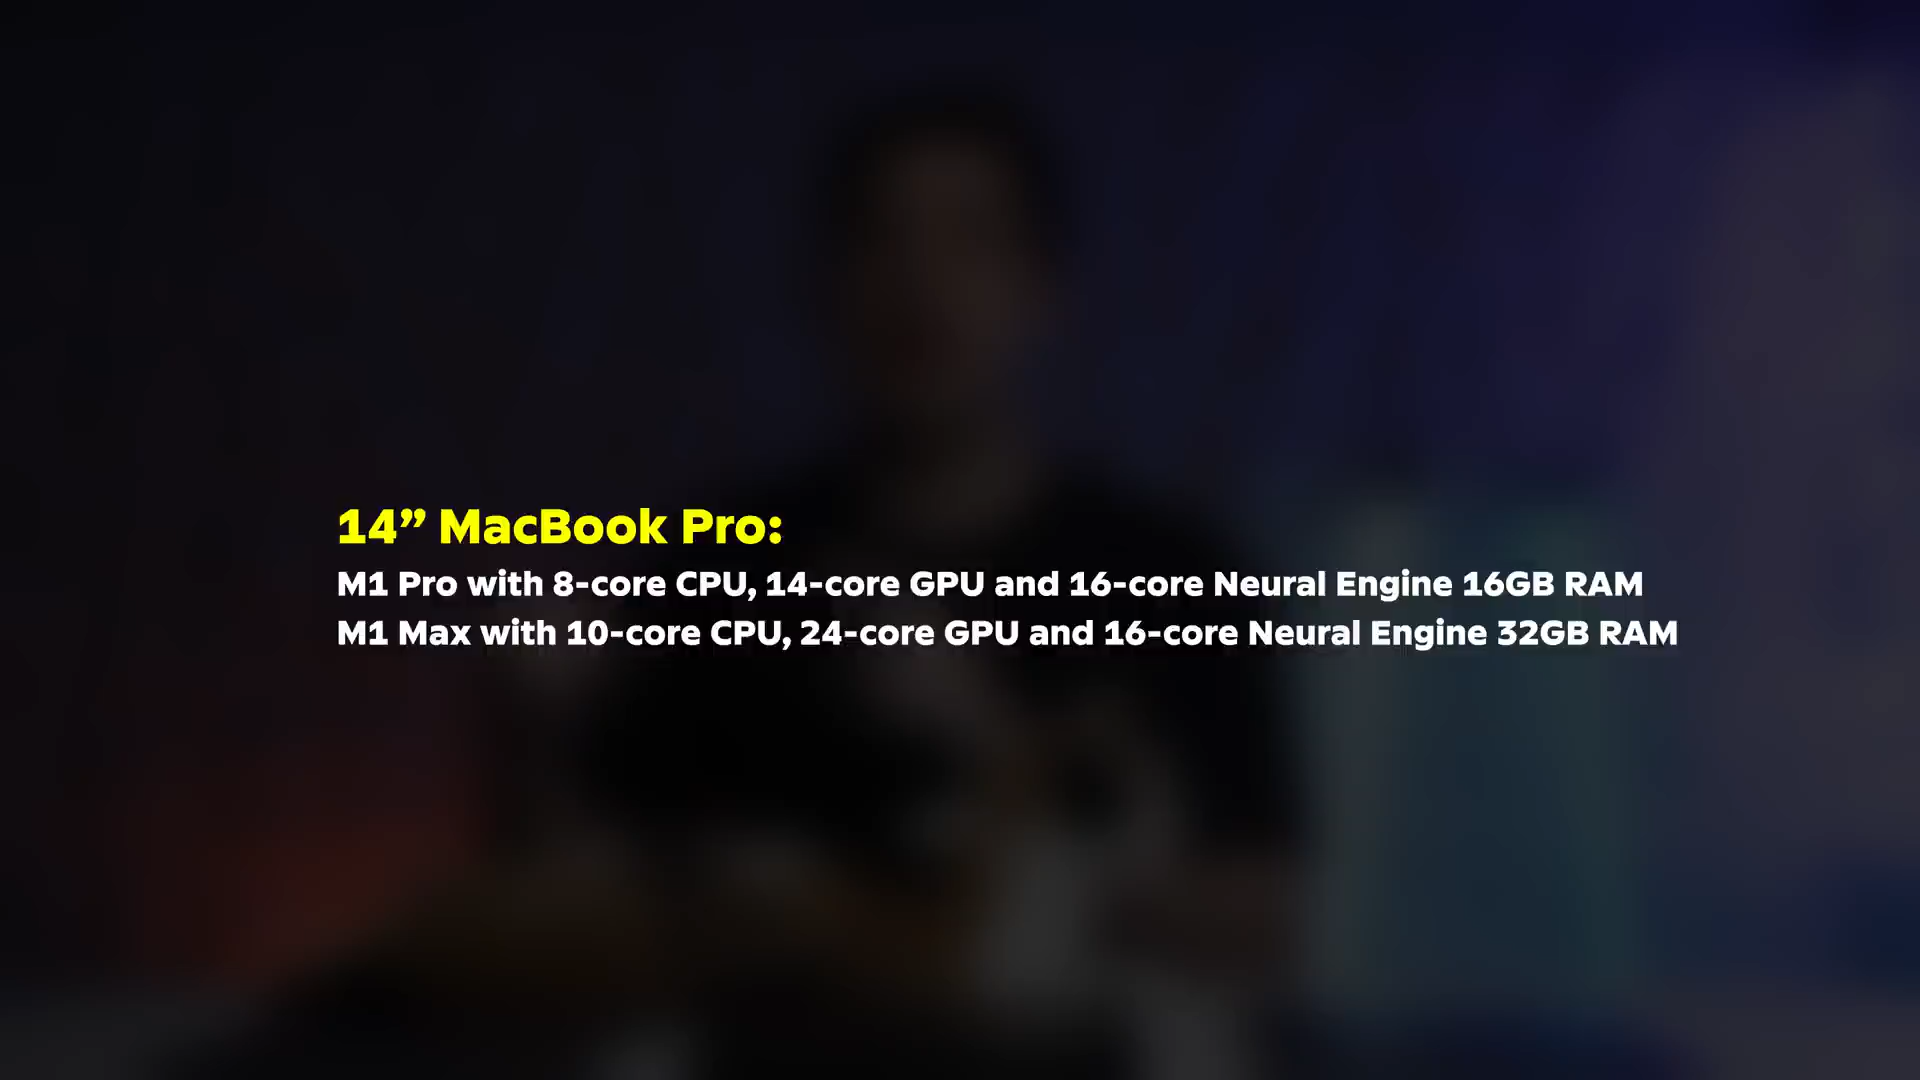 14” MacBook Pro:
M1 Pro with 8-core CPU, 14-core GPU and 16-core Neural Engine 16GB RAM
M1 Max with 10-core CPU, 24-core GPU and 16-core Neural Engine 32GB RAM